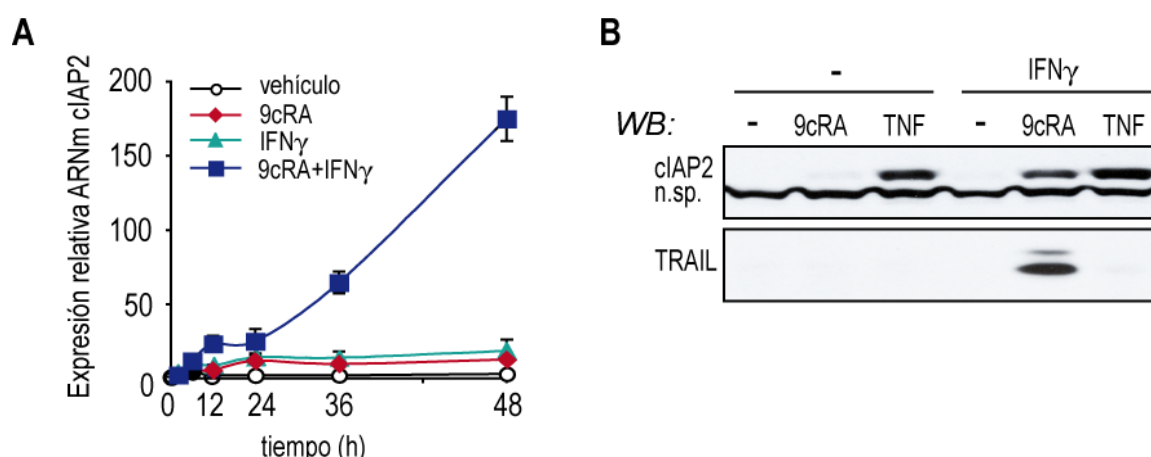 A
Expresión relativa ARNm cIAP2
200
150
100
50
0
vehículo
9cRA
IFNγ
9cRA+IFNγ
0 12 24 36 48
tiempo (h)
B
- IFNγ
WB: - 9cRA TNF - 9cRA TNF
cIAP2
n.sp.
TRAIL